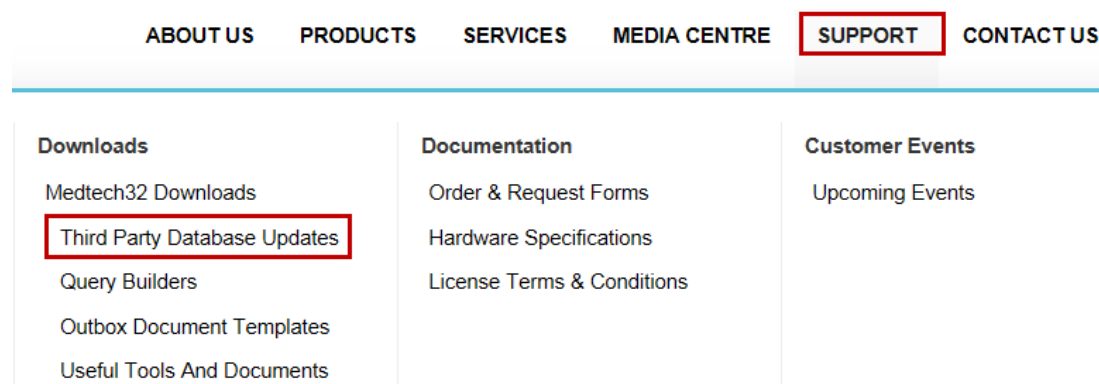 ABOUT US PRODUCTS SERVICES MEDIA CENTRE SUPPORT CONTACT US
Downloads
Medtech32 Downloads
Third Party Database Updates
Query Builders
Outbox Document Templates
Useful Tools And Documents
Documentation
Order & Request Forms
Hardware Specifications
License Terms & Conditions
Customer Events
Upcoming Events